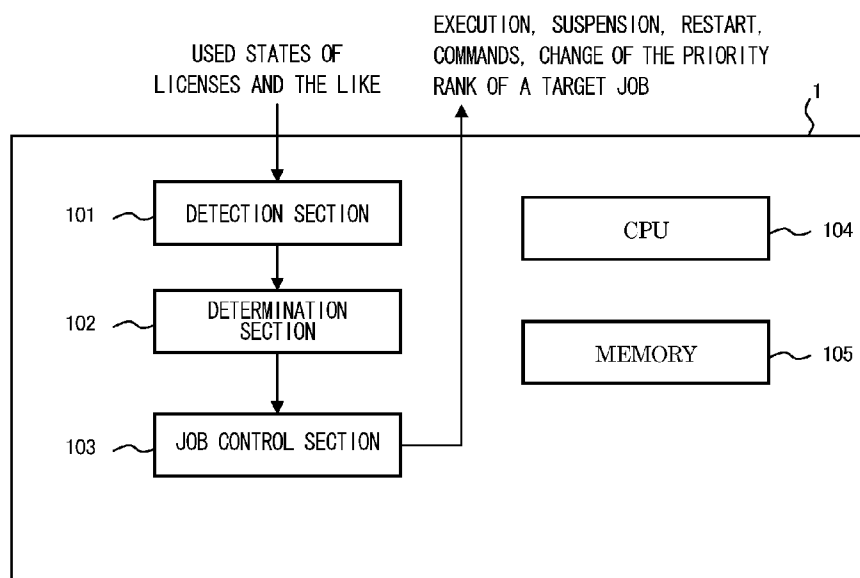 USED STATES OF
LICENSES AND THE LIKE
EXECUTION, SUSPENSION, RESTART,
COMMANDS, CHANGE OF THE PRIORITY
RANK OF A TARGET JOB
1
101
DETECTION SECTION
CPU
104
102
DETERMINATION
SECTION
MEMORY
105
103
JOB CONTROL SECTION